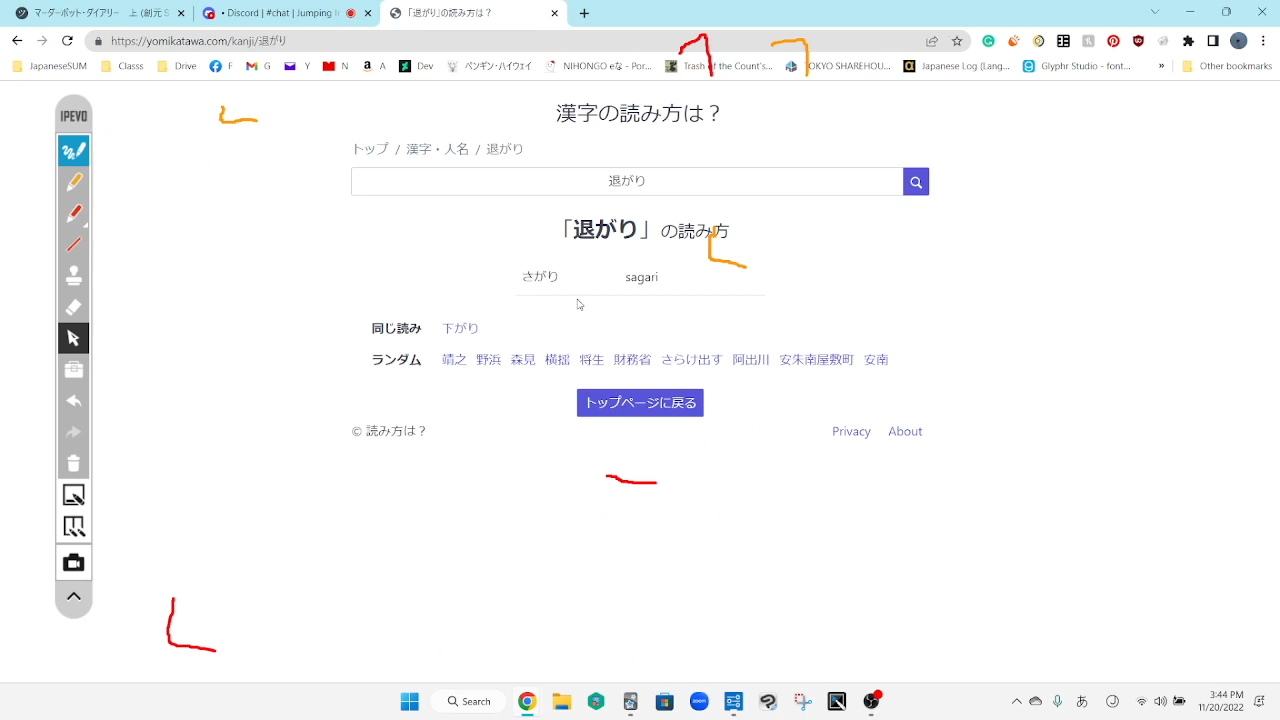 マーダーボット・ダイアリー 上 (創元 S
• Discord | #chat | Jumping In
「退がり」の読み方は?
https://yomikatawa.com/kanji/退がり
JapaneseSUM
Classs
Drive
F
G
Y
N
A
Dev
ペンギン・ハイウェイ
NIHONGO eな - Por...
Trash of the Count's...
TOKYO SHAREHOU...
Japanese Log (Lang...
Glyphr Studio - font...
»
Other bookmarks
IPEVO
漢字の読み方は?
トップ / 漢字・人名 / 退がり
退がり
「退がり」の読み方
さがり sagari
同じ読み 下がり
ランダム 靖之 野浜 森見 横揺 将生 財務省 さらけ出す 阿出川 安朱南屋敷町 安南
トップページに戻る
© 読み方は? Privacy About
Search
zoom
あ
3:44 PM
11/20/2022